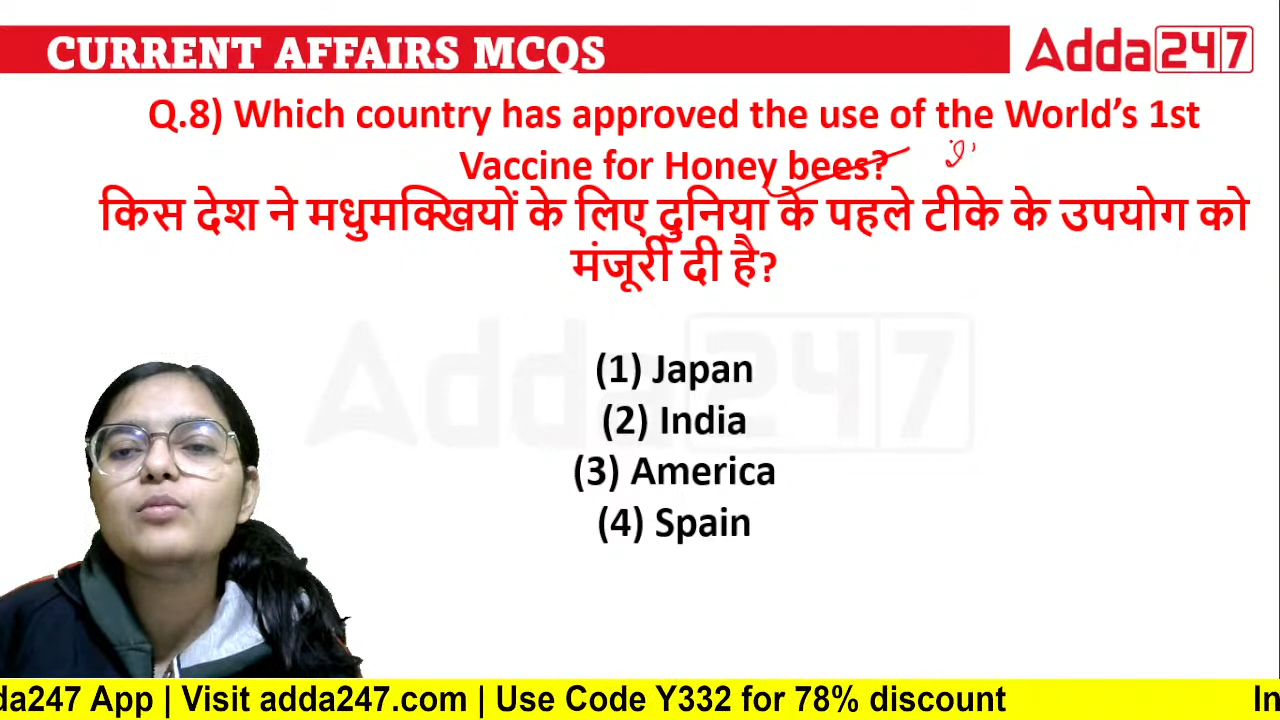 CURRENT AFFAIRS MCQS
Adda247
Q.8) Which country has approved the use of the World’s 1st
Vaccine for Honey bees?
किस देश ने मधुमक्खियों के लिए दुनिया के पहले टीके के उपयोग को
मंजूरी दी है?
Adda247
(1) Japan
(2) India
(3) America
(4) Spain
da247 App | Visit adda247.com | Use Code Y332 for 78% discount
In